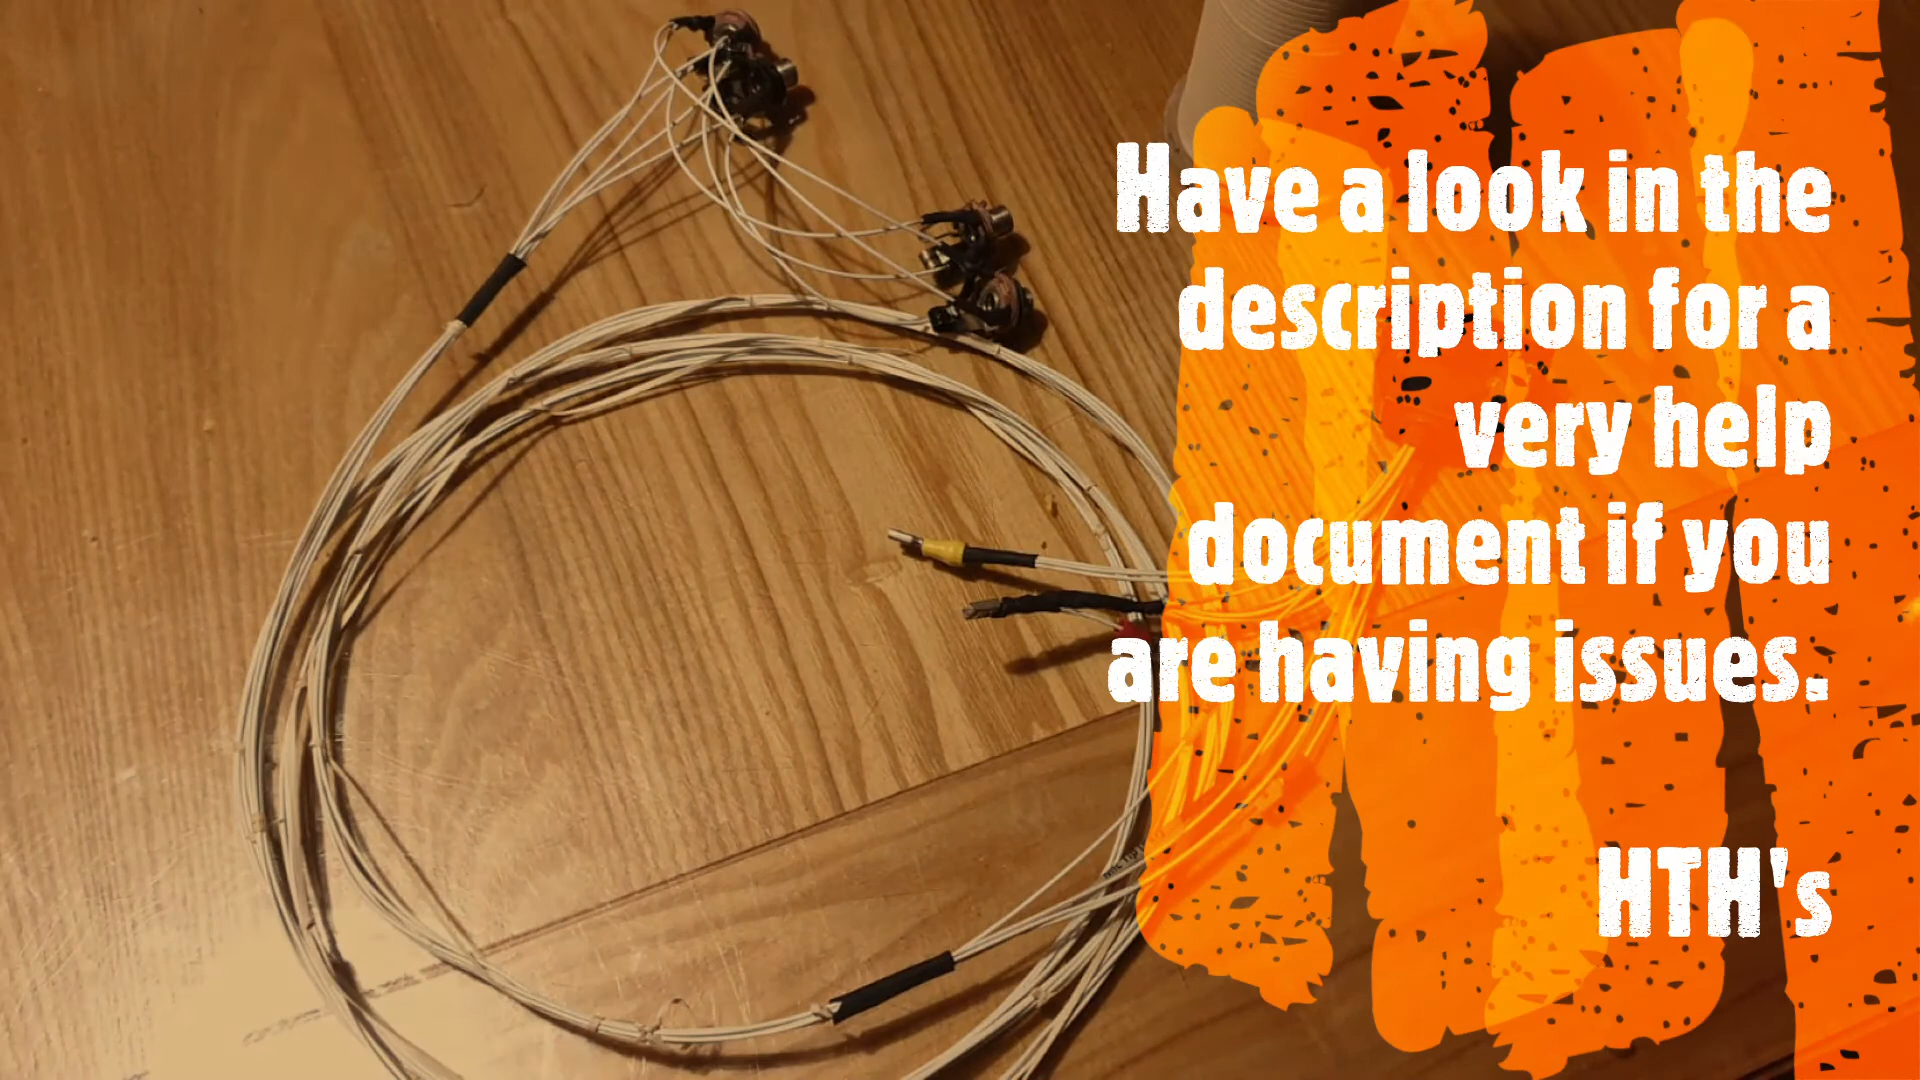 Have a look in the
description for a
very help
document if you
are having issues.
HTH's